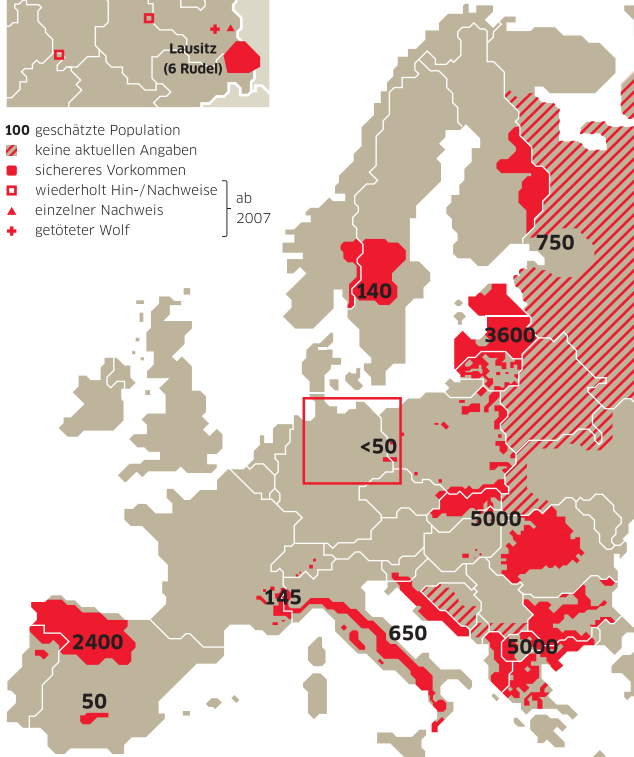 Lausitz
(6 Rudel)
100 geschätzte Population
keine aktuellen Angaben
sichereres Vorkommen
wiederholt Hin-/Nachweise
einzelner Nachweis
getöteter Wolf
ab
2007
750
140
3600
<50
5000
145
650
2400
5000
50